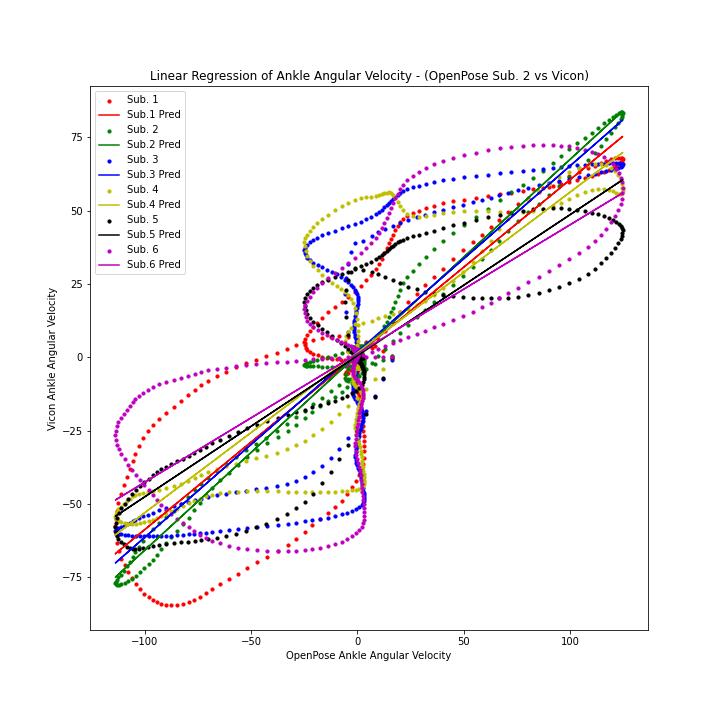 Linear Regression of Ankle Angular Velocity - (OpenPose Sub. 2 vs Vicon)
Sub. 1
Sub.1 Pred
Sub. 2
Sub.2 Pred
Sub. 3
Sub.3 Pred
Sub. 4
Sub.4 Pred
Sub. 5
Sub.5 Pred
Sub. 6
Sub.6 Pred
75
50
25
0
−25
−50
−75
Vicon Ankle Angular Velocity
−100 −50 0 50 100
OpenPose Ankle Angular Velocity